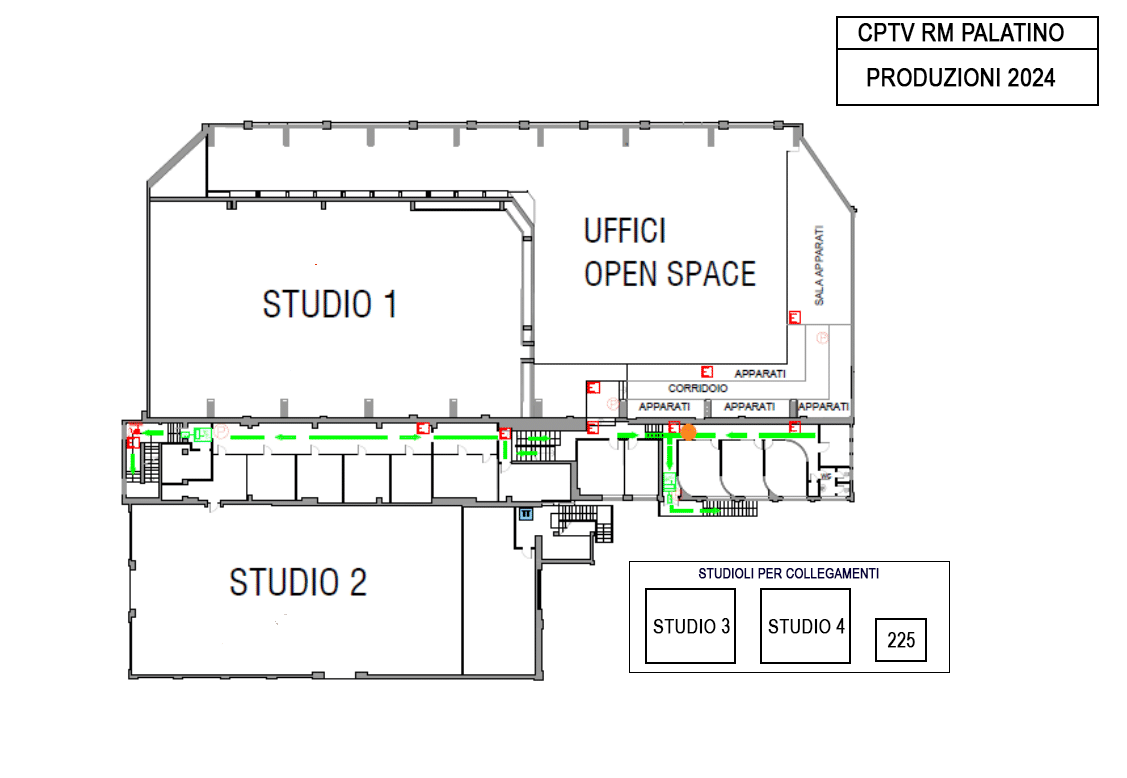 CPTV RM PALATINO
PRODUZIONI 2024
UFFICI
OPEN SPACE
SALA APPARATI
STUDIO 1
APPARATI
CORRIDOIO
APPARATI
APPARATI
APPARATI
STUDIO 2
STUDIOLI PER COLLEGAMENTI
STUDIO 3
STUDIO 4
225